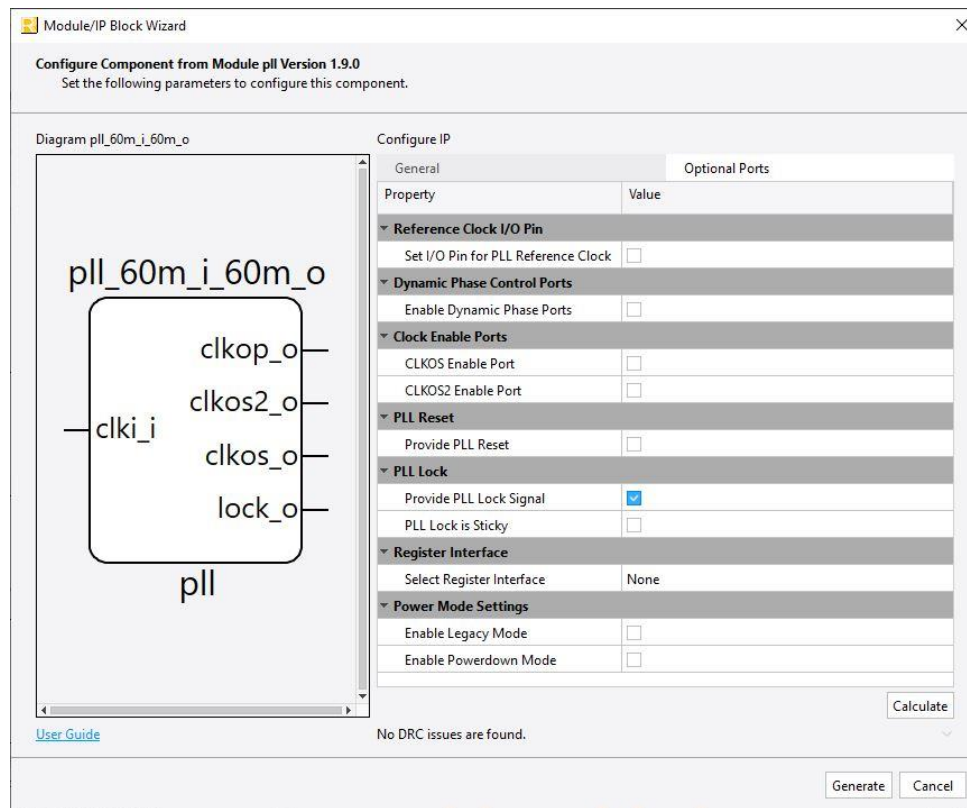 Module/IP Block Wizard
Configure Component from Module pll Version 1.9.0
Set the following parameters to configure this component.
Diagram pll_60m_i_60m_o
pll_60m_i_60m_o
clkop_o
clkos2_o
clki_i
clkos_o
lock_o
pll
User Guide
Configure IP
General Optional Ports
Property Value
Reference Clock I/O Pin
Set I/O Pin for PLL Reference Clock
Dynamic Phase Control Ports
Enable Dynamic Phase Ports
Clock Enable Ports
CLKOS Enable Port
CLKOS2 Enable Port
PLL Reset
Provide PLL Reset
PLL Lock
Provide PLL Lock Signal
PLL Lock is Sticky
Register Interface
Select Register Interface None
Power Mode Settings
Enable Legacy Mode
Enable Powerdown Mode
Calculate
No DRC issues are found.
Generate Cancel